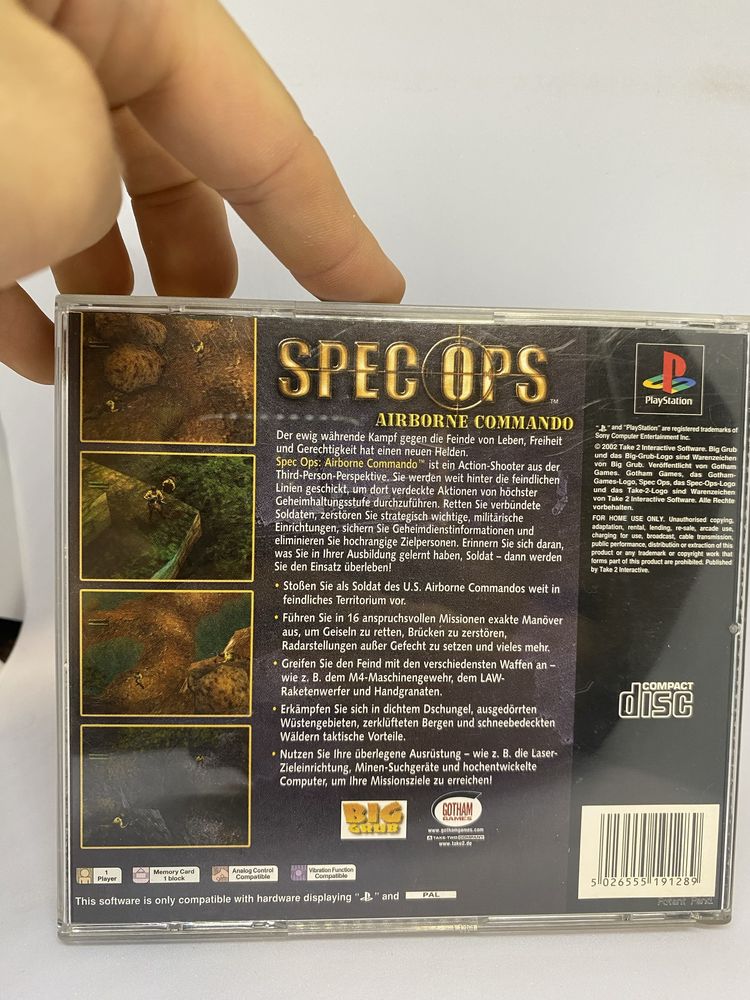 SPEC OPS™
AIRBORNE COMMANDO
Der ewig währende Kampf gegen die Feinde von Leben, Freiheit
und Gerechtigkeit hat einen neuen Helden.
Spec Ops: Airborne Commando™ ist ein Action-Shooter aus der
Third-Person-Perspektive. Sie werden weit hinter die feindlichen
Linien geschickt, um dort verdeckte Aktionen von höchster
Geheimhaltungsstufe durchzuführen. Retten Sie verbündete
Soldaten, zerstören Sie strategisch wichtige, militärische
Einrichtungen, sichern Sie Geheimdienstinformationen und
eliminieren Sie hochrangige Zielpersonen. Erinnern Sie sich daran,
was Sie in Ihrer Ausbildung gelernt haben, Soldat – dann werden
Sie den Einsatz überleben!
• Stoßen Sie als Soldat des U.S. Airborne Commandos weit in
feindliches Territorium vor.
• Führen Sie in 16 anspruchsvollen Missionen exakte Manöver
aus, um Geiseln zu retten, Brücken zu zerstören,
Radarstellungen außer Gefecht zu setzen und vieles mehr.
• Greifen Sie den Feind mit den verschiedensten Waffen an –
wie z. B. dem M4-Maschinengewehr, dem LAW-
Raketenwerfer und Handgranaten.
• Erkämpfen Sie sich in dichtem Dschungel, ausgedörrten
Wüstengebieten, zerklüfteten Bergen und schneebedeckten
Wäldern taktische Vorteile.
• Nutzen Sie Ihre überlegene Ausrüstung – wie z. B. die Laser-
Zieleinrichtung, Minen-Suchgeräte und hochentwickelte
Computer, um Ihre Missionsziele zu erreichen!
BIG
GRUB
GOTHAM
GAMES
www.gothamgames.com
A TAKE-TWO COMPANY
www.take2.de
1
Player
Memory Card
1 block
Analog Control
Compatible
Vibration Function
Compatible
This software is only compatible with hardware displaying " " and PAL
PlayStation
" " and "PlayStation" are registered trademarks of
Sony Computer Entertainment Inc.
© 2002 Take 2 Interactive Software. Big Grub
und das Big-Grub-Logo sind Warenzeichen
von Big Grub. Veröffentlicht von Gotham
Games. Gotham Games, das Gotham-
Games-Logo, Spec Ops, das Spec-Ops-Logo
und das Take-2-Logo sind Warenzeichen
von Take 2 Interactive Software. Alle Rechte
vorbehalten.
FOR HOME USE ONLY. Unauthorised copying,
adaptation, rental, lending, re-sale, arcade use,
charging for use, broadcast, cable transmission,
public performance, distribution or extraction of this
product or any trademark or copyright work that
forms part of this product are prohibited. Published
by Take 2 Interactive.
COMPACT
disc
5 026555 191289
Patent Pend.